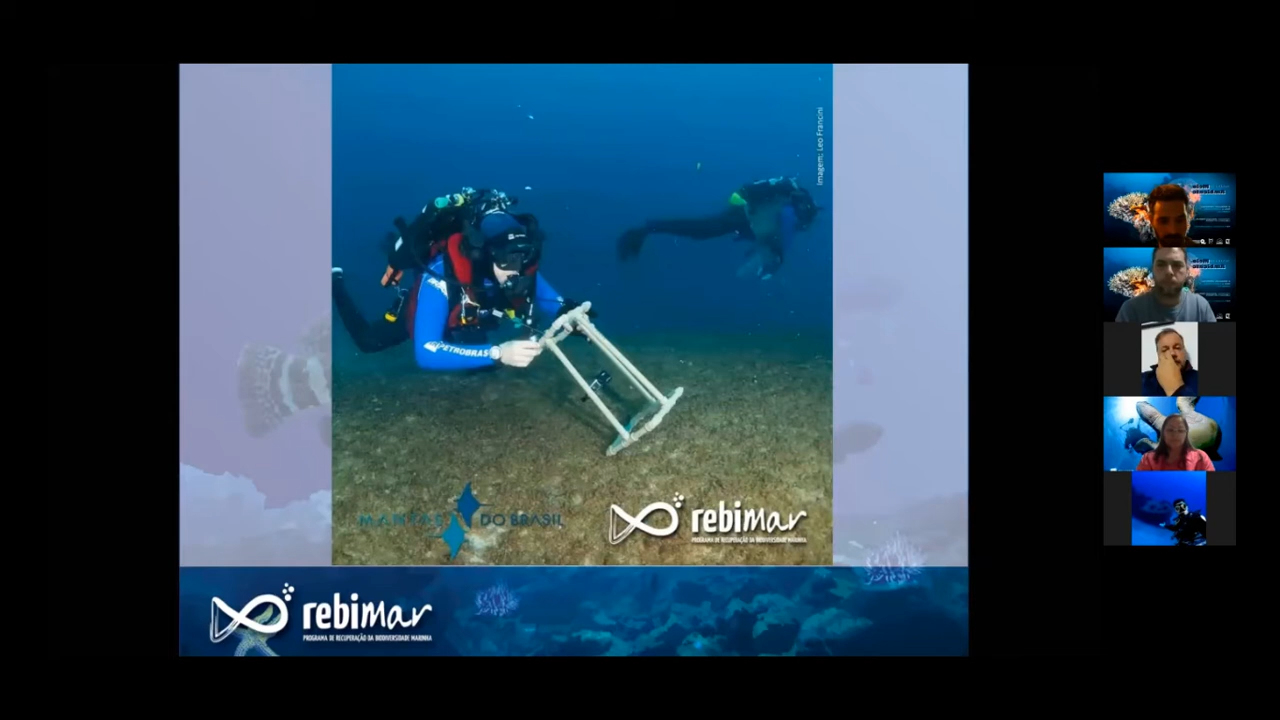 Imagem: Leo Francini
PETROBRAS
MANTAS DO BRASIL
rebimar
PROGRAMA DE RECUPERAÇÃO DA BIODIVERSIDADE MARINHA
rebimar
PROGRAMA DE RECUPERAÇÃO DA BIODIVERSIDADE MARINHA